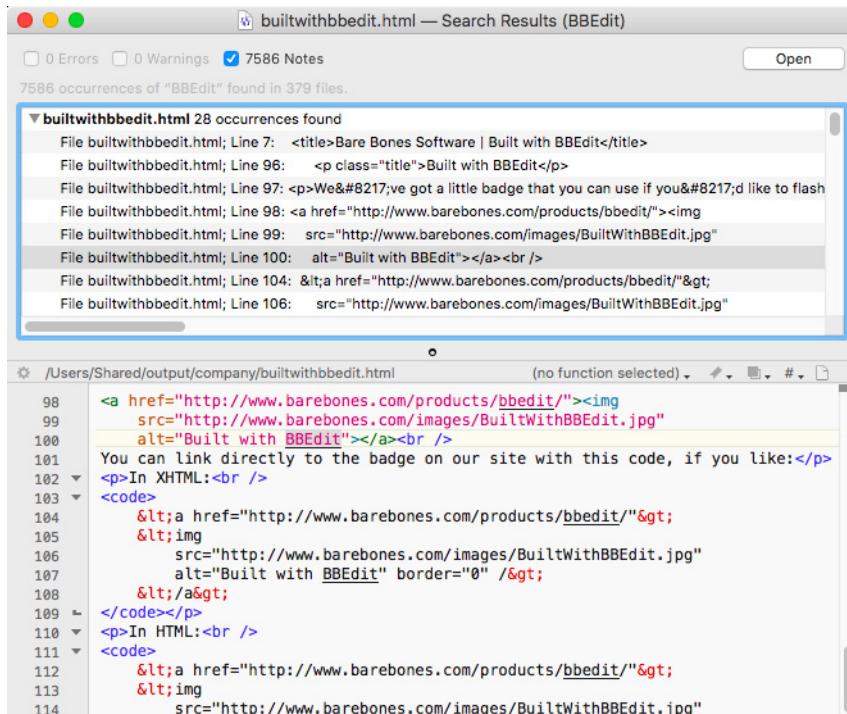 builtwithbbedit.html — Search Results (BBEdit)
0 Errors 0 Warnings 7586 Notes Open
7586 occurrences of "BBEdit" found in 379 files.
builtwithbbedit.html 28 occurrences found
File builtwithbbedit.html; Line 7: <title>Bare Bones Software | Built with BBEdit</title>
File builtwithbbedit.html; Line 96: <p class="title">Built with BBEdit</p>
File builtwithbbedit.html; Line 97: <p>We&#8217;ve got a little badge that you can use if you&#8217;d like to flash
File builtwithbbedit.html; Line 98: <a href="http://www.barebones.com/products/bbedit/"><img
File builtwithbbedit.html; Line 99: src="http://www.barebones.com/images/BuiltWithBBEdit.jpg"
File builtwithbbedit.html; Line 100: alt="Built with BBEdit"></a><br />
File builtwithbbedit.html; Line 104: &lt;a href="http://www.barebones.com/products/bbedit/"&gt;
File builtwithbbedit.html; Line 106: src="http://www.barebones.com/images/BuiltWithBBEdit.jpg"
/Users/Shared/output/company/builtwithbbedit.html (no function selected) #
98 <a href="http://www.barebones.com/products/bbedit/"><img
99 src="http://www.barebones.com/images/BuiltWithBBEdit.jpg"
100 alt="Built with BBEdit"></a><br />
101 You can link directly to the badge on our site with this code, if you like:</p>
102 <p>In XHTML:<br />
103 <code>
104 &lt;a href="http://www.barebones.com/products/bbedit/"&gt;
105 &lt;img
106 src="http://www.barebones.com/images/BuiltWithBBEdit.jpg"
107 alt="Built with BBEdit" border="0" /&gt;
108 &lt;/a&gt;
109 </code></p>
110 <p>In HTML:<br />
111 <code>
112 &lt;a href="http://www.barebones.com/products/bbedit/"&gt;
113 &lt;img
114 src="http://www.barebones.com/images/BuiltWithBBEdit.jpg"